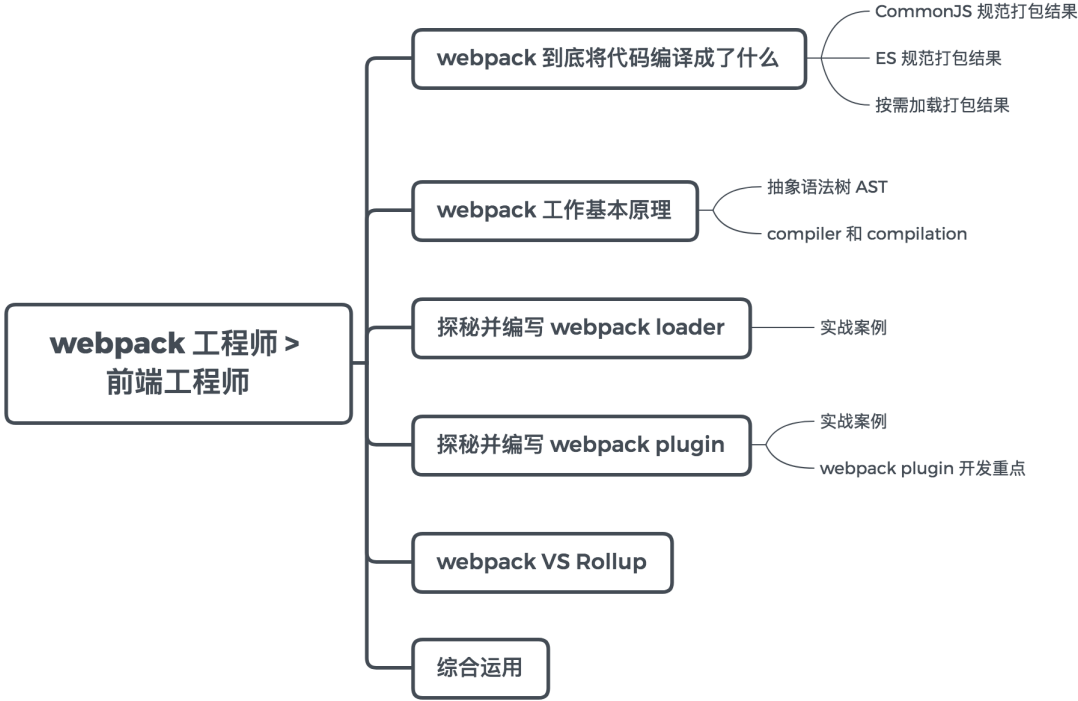 webpack 工程师 >
前端工程师
webpack 到底将代码编译成了什么
CommonJS 规范打包结果
ES 规范打包结果
按需加载打包结果
webpack 工作基本原理
抽象语法树 AST
compiler 和 compilation
探秘并编写 webpack loader
实战案例
探秘并编写 webpack plugin
实战案例
webpack plugin 开发重点
webpack VS Rollup
综合运用